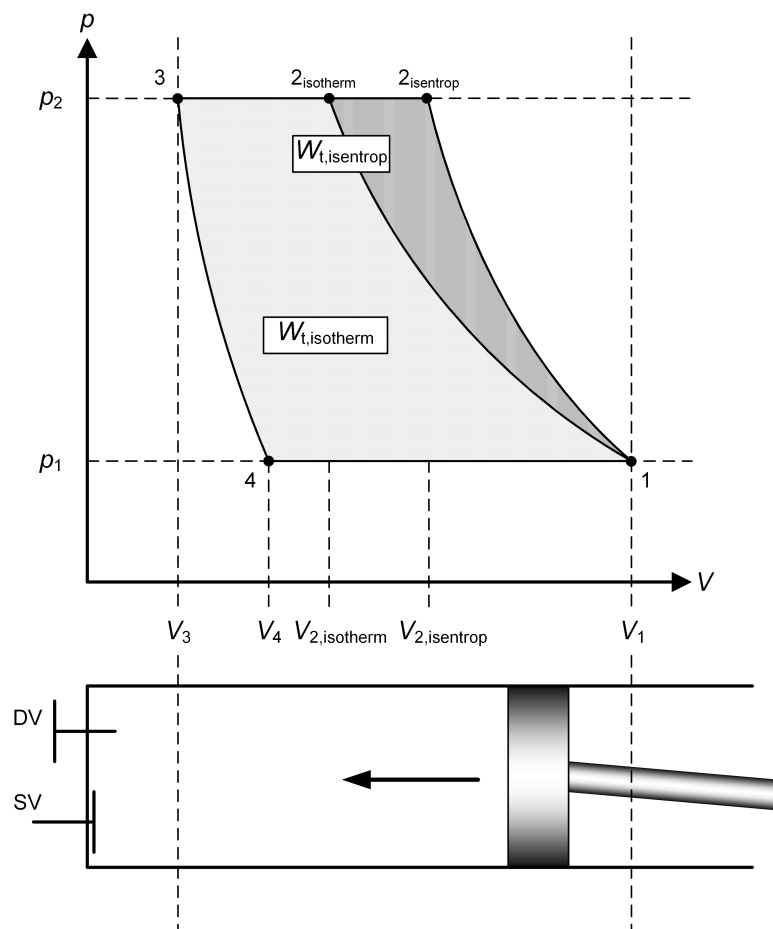 p
3 2isotherm 2isentrop
p2
Wt,isentrop
Wt,isotherm
p1
4 1
V
V3 V4 V2,isotherm V2,isentrop V1
DV
SV